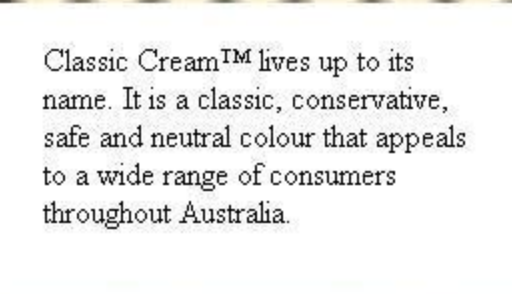 Classic Cream™ lives up to its
name. It is a classic, conservative,
safe and neutral colour that appeals
to a wide range of consumers
throughout Australia.